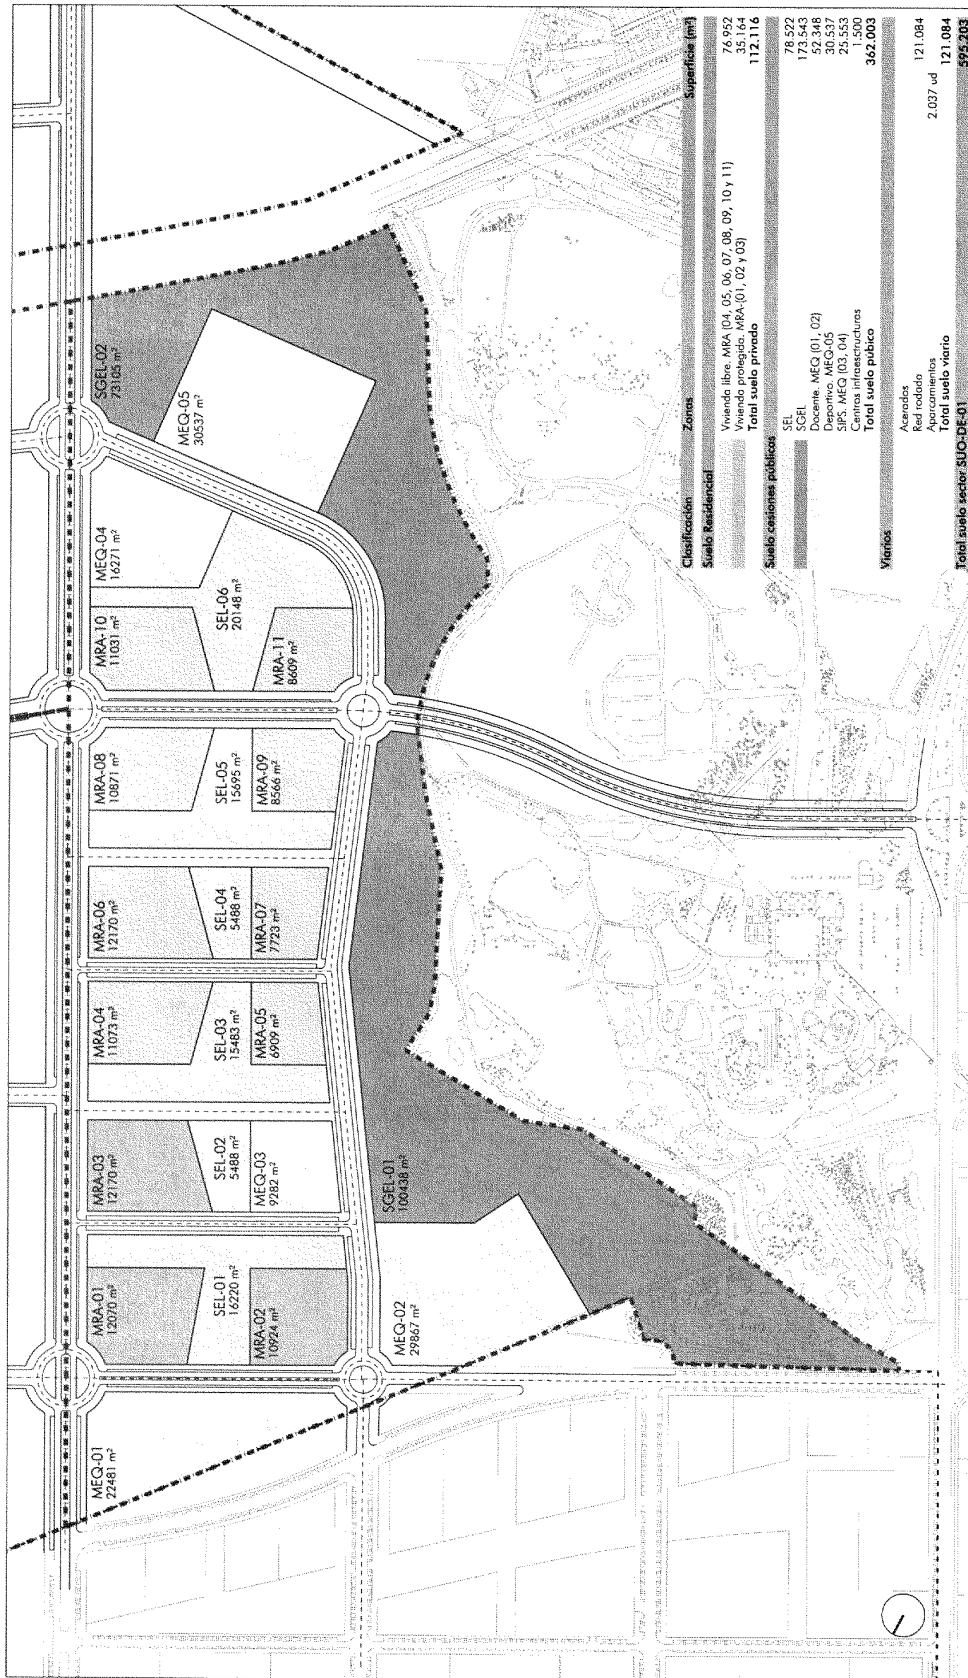 MEQ-01
22481 m²
MRA-01
12070 m²
MRA-03
12170 m²
MRA-04
11073 m²
MRA-06
12170 m²
MRA-08
10871 m²
MRA-10
11031 m²
MEQ-04
16271 m²
SGEL-02
73105 m²
MEQ-05
30537 m²
SEL-01
16220 m²
SEL-02
5488 m²
SEL-03
15483 m²
SEL-04
5488 m²
SEL-05
15695 m²
SEL-06
20148 m²
MRA-02
10924 m²
MEQ-03
9282 m²
MRA-05
6909 m²
MRA-07
7723 m²
MRA-09
8566 m²
MRA-11
8609 m²
MEQ-02
29867 m²
SGEL-01
100438 m²
Clasificación Zonas Superficie (m²)
Suelo Residencial
Vivienda libre. MRA (04, 05, 06, 07, 08, 09, 10 y 11) 76.952
Vivienda protegida. MRA-(01, 02 y 03) 35.164
Total suelo privado 112.116
Suelo cesiones públicas
SEL 78.522
SGEL 173.543
Docente. MEQ (01, 02) 52.348
Deportivo. MEQ-05 30.537
SIPS. MEQ (03, 04) 25.553
Centros infraestructuras 1.500
Total suelo púbico 362.003
Viarios
Acerados
Red rodada 121.084
Aparcamientos 2.037 ud
Total suelo viario 121.084
Total suelo sector SUO-DE-01 595.203